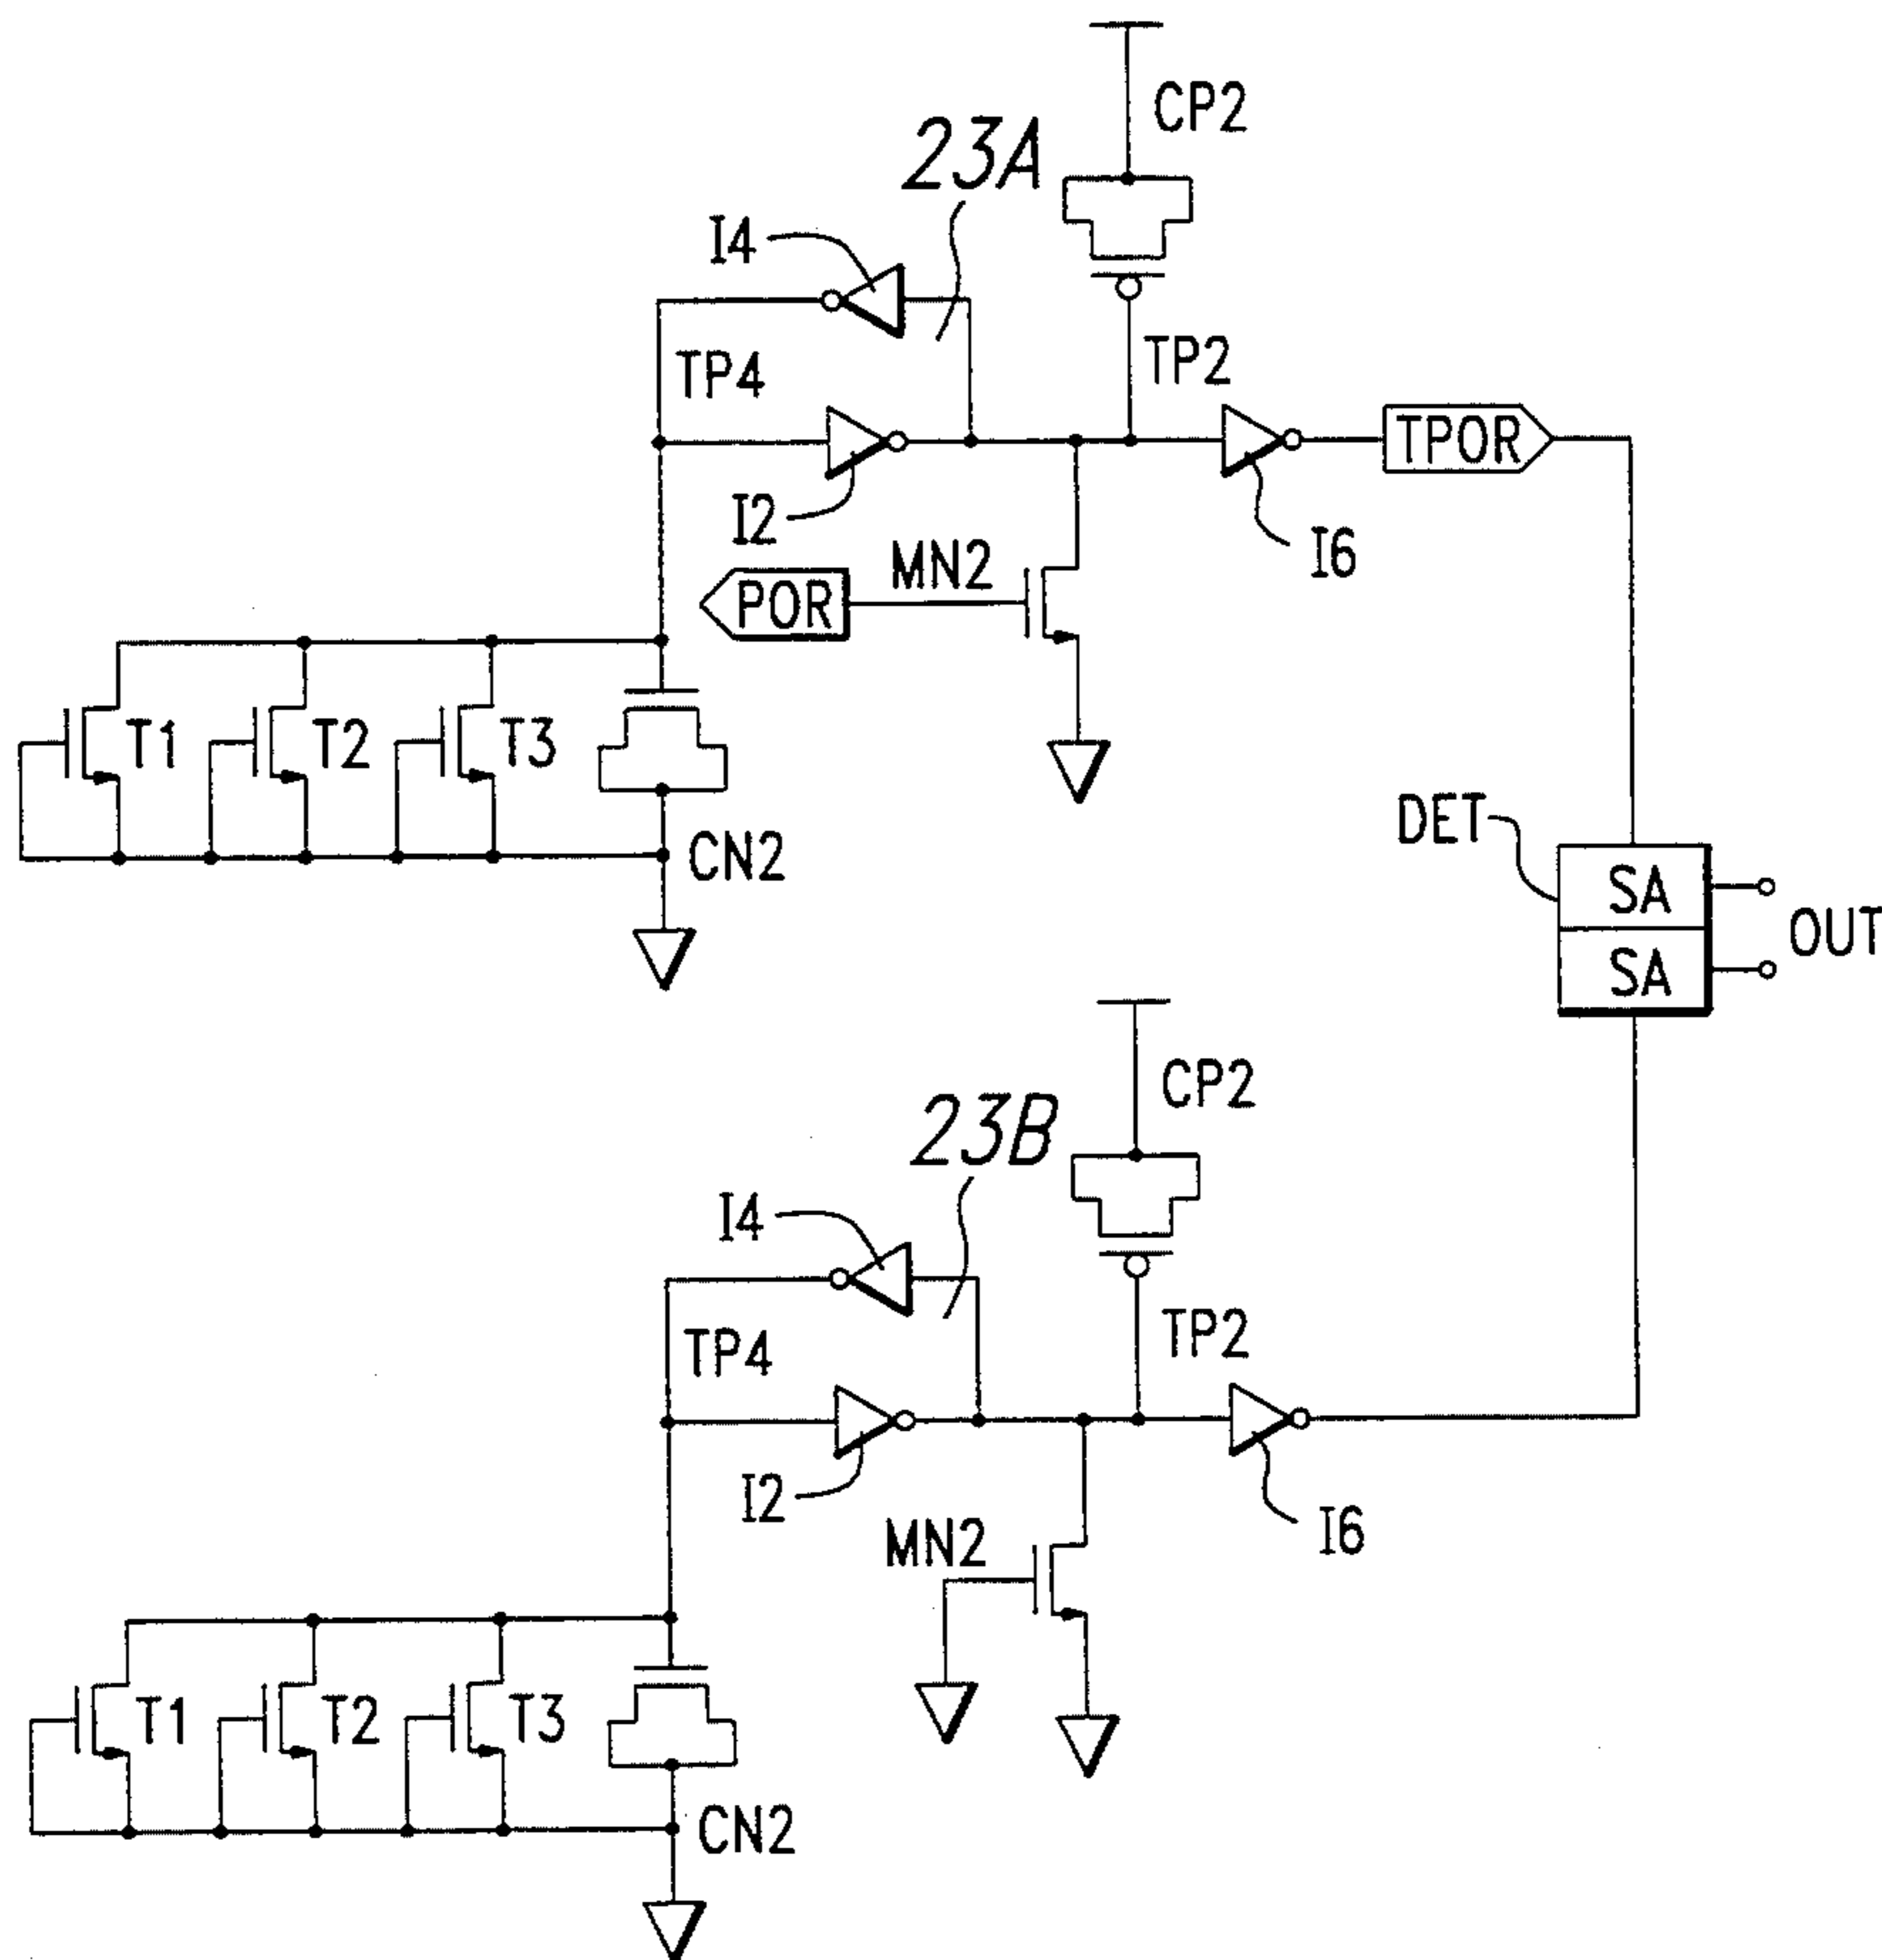 CP2
23A
I4
TP4
TP2
TPOR
I2
I6
MN2
POR
T1
T2
T3
CN2
DET
SA
SA
OUT
CP2
23B
I4
TP4
TP2
I2
I6
MN2
T1
T2
T3
CN2